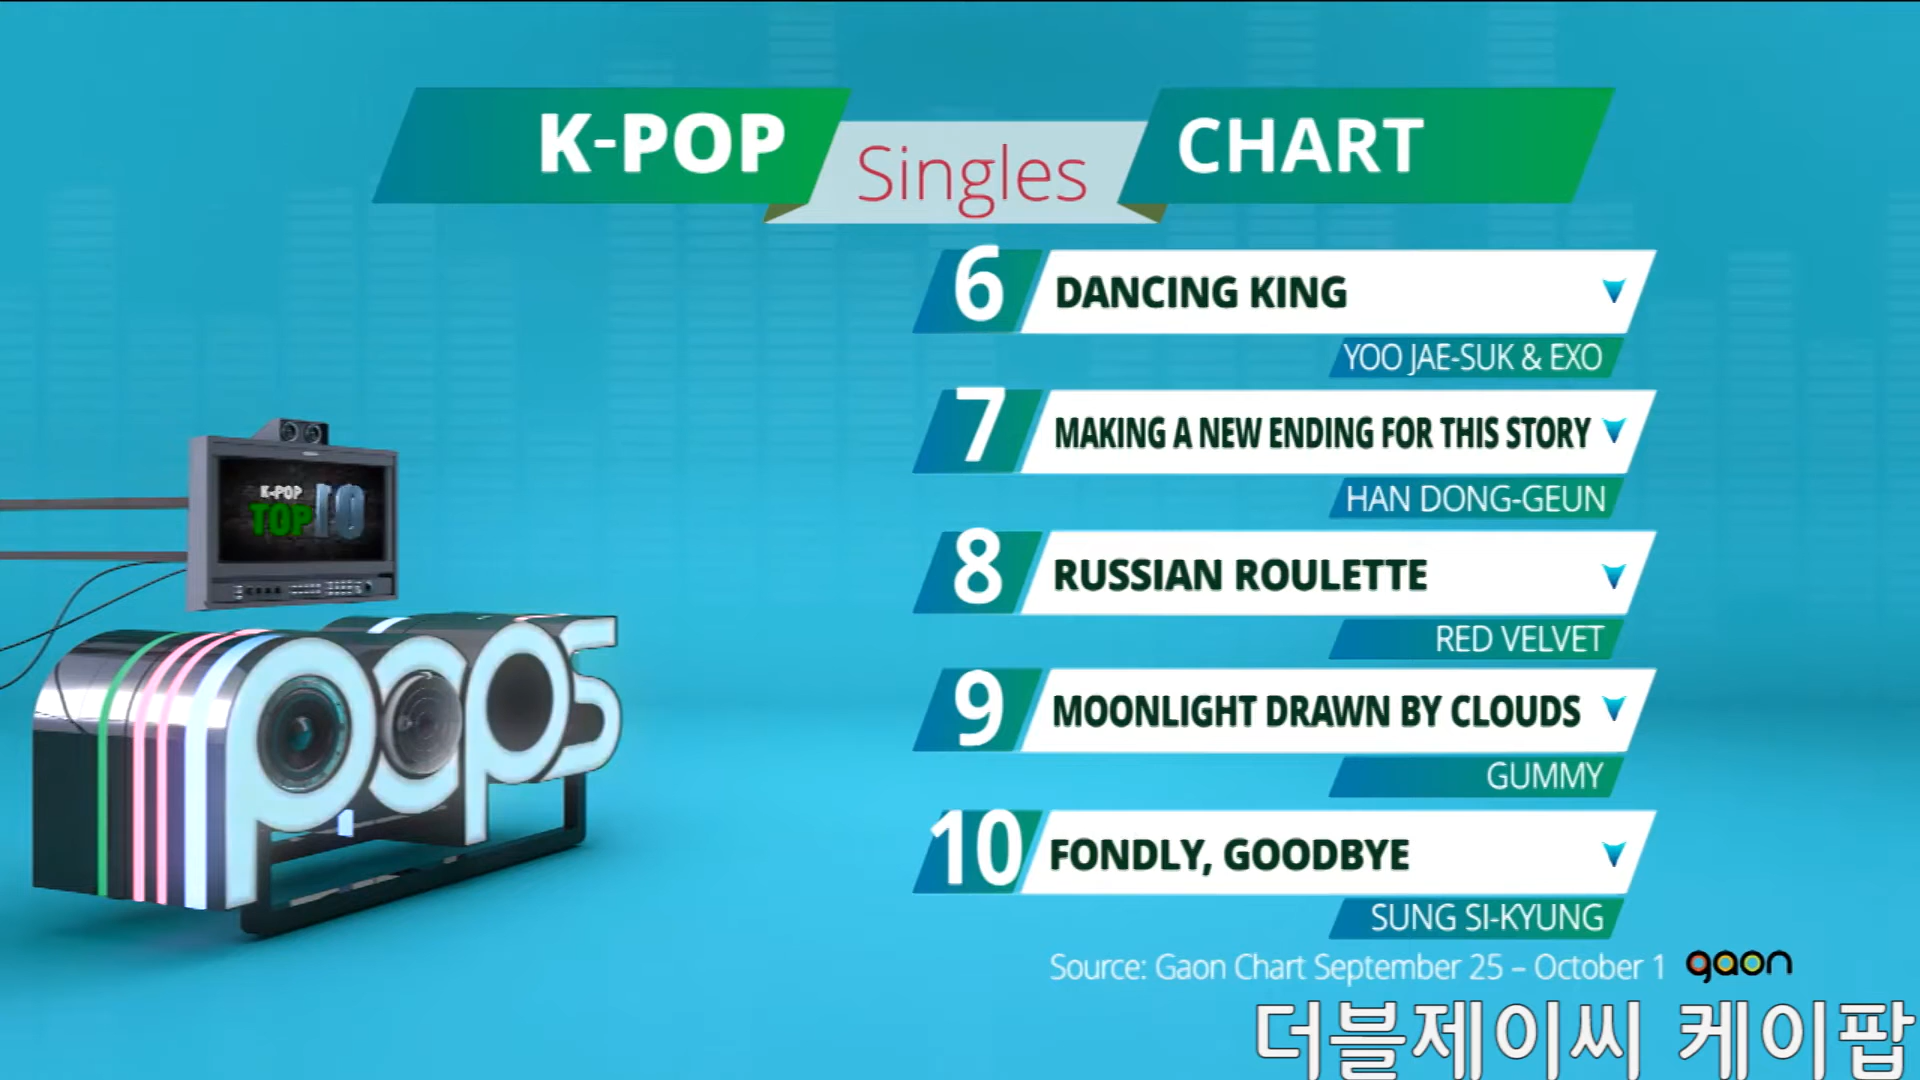 K-POP Singles CHART
6 DANCING KING
YOO JAE-SUK & EXO
7 MAKING A NEW ENDING FOR THIS STORY
HAN DONG-GEUN
8 RUSSIAN ROULETTE
RED VELVET
9 MOONLIGHT DRAWN BY CLOUDS
GUMMY
10 FONDLY, GOODBYE
SUNG SI-KYUNG
Source: Gaon Chart September 25 – October 1 gaon
K-POP
TOP 10
pops
더블제이씨 케이팝